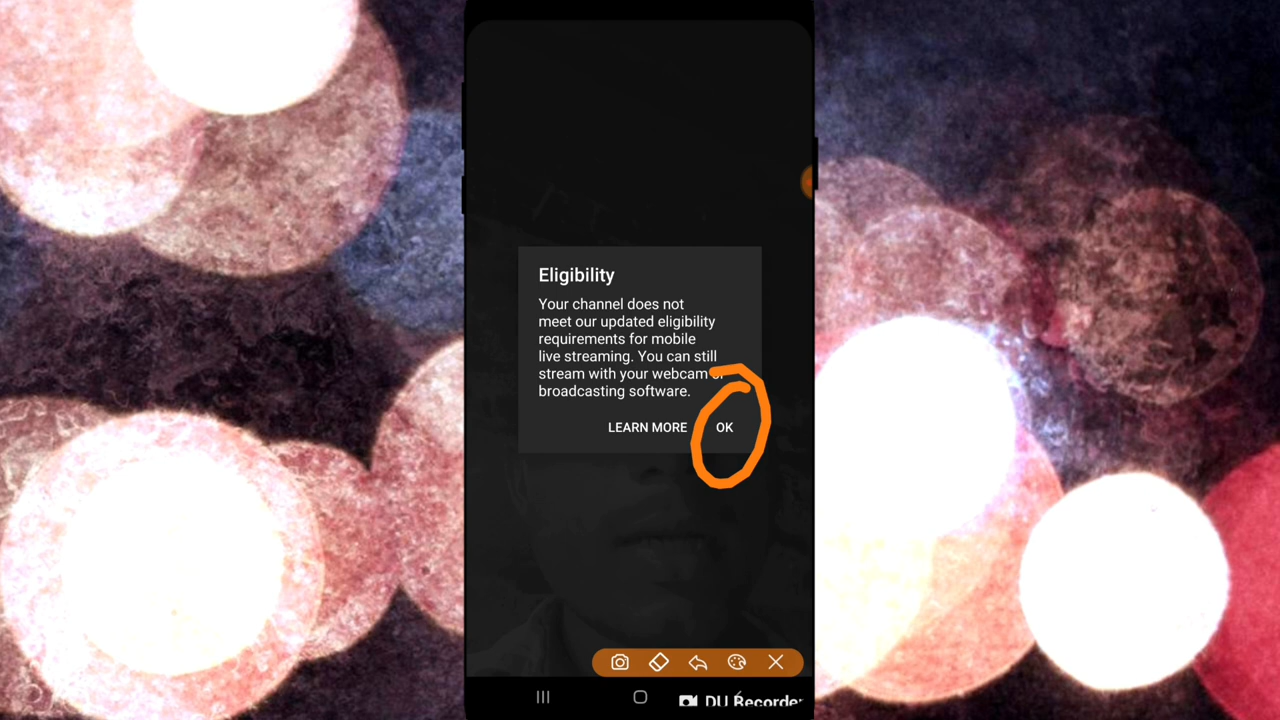 Eligibility
Your channel does not
meet our updated eligibility
requirements for mobile
live streaming. You can still
stream with your webcam or
broadcasting software.
LEARN MORE OK
DU Recorder